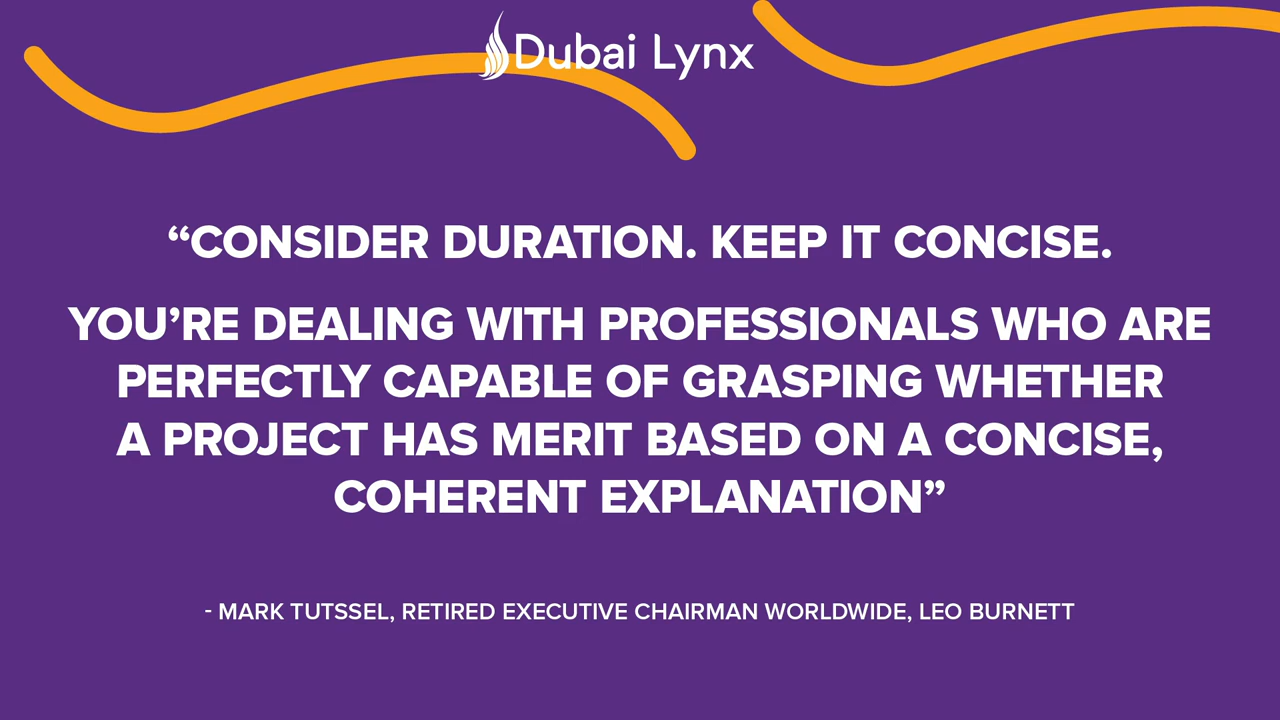 Dubai Lynx
“CONSIDER DURATION. KEEP IT CONCISE.
YOU’RE DEALING WITH PROFESSIONALS WHO ARE
PERFECTLY CAPABLE OF GRASPING WHETHER
A PROJECT HAS MERIT BASED ON A CONCISE,
COHERENT EXPLANATION”
- MARK TUTSSEL, RETIRED EXECUTIVE CHAIRMAN WORLDWIDE, LEO BURNETT